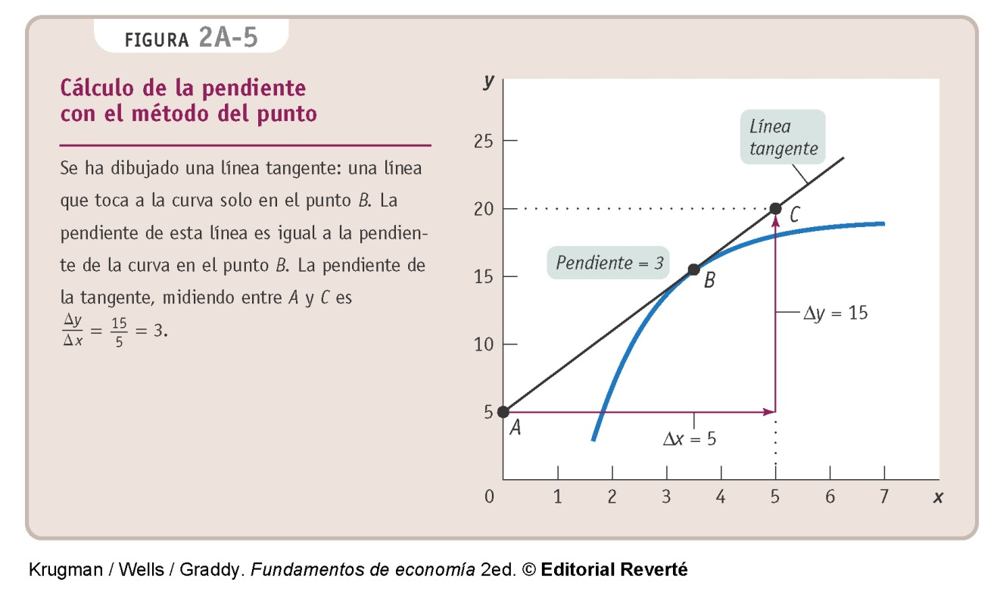 FIGURA 2A-5
Cálculo de la pendiente
con el método del punto
Se ha dibujado una línea tangente: una línea
que toca a la curva solo en el punto B. La
pendiente de esta línea es igual a la pendien-
te de la curva en el punto B. La pendiente de
la tangente, midiendo entre A y C es
Δy/Δx = 15/5 = 3.
y
25
20
15
10
5
0
1
2
3
4
5
6
7
x
Línea
tangente
C
Pendiente = 3
B
Δy = 15
A
Δx = 5
Krugman / Wells / Graddy. Fundamentos de economía 2ed. © Editorial Reverté